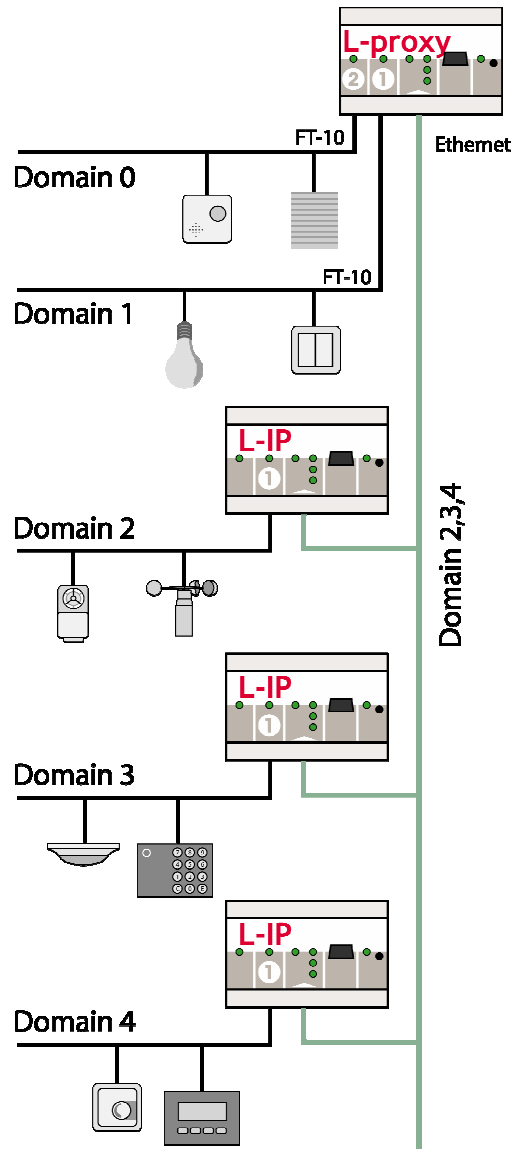 L-proxy
2 1
FT-10
Ethernet
Domain 0
FT-10
Domain 1
L-IP
1
Domain 2
Domain 2,3,4
L-IP
1
Domain 3
L-IP
1
Domain 4